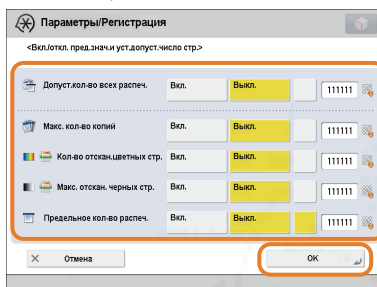 Параметры/Регистрация
<Вкл./откл. пред.знач.и уст.допуст.число стр.>
Допуст.кол-во всех распеч. Вкл. Выкл. 111111
Макс. кол-во копий Вкл. Выкл. 111111
Кол-во отскан.цветных стр. Вкл. Выкл. 111111
Макс. отскан. черных стр. Вкл. Выкл. 111111
Предельное кол-во распеч. Вкл. Выкл. 111111
Отмена OK